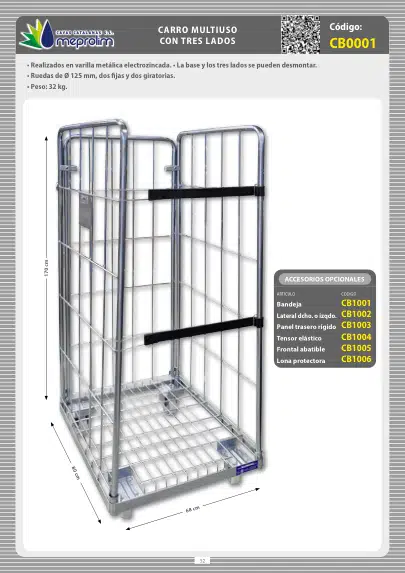 CAYRO CATALANAS S.L.
meprolim
CARRO MULTIUSO
CON TRES LADOS
Código:
CB0001
• Realizados en varilla metálica electrozincada. • La base y los tres lados se pueden desmontar.
• Ruedas de Ø 125 mm, dos fijas y dos giratorias.
• Peso: 32 kg.
170 cm
80 cm
68 cm
ACCESORIOS OPCIONALES
ARTÍCULO CÓDIGO
Bandeja CB1001
Lateral dcho. o izqdo. CB1002
Panel trasero rígido CB1003
Tensor elástico CB1004
Frontal abatible CB1005
Lona protectora CB1006
52